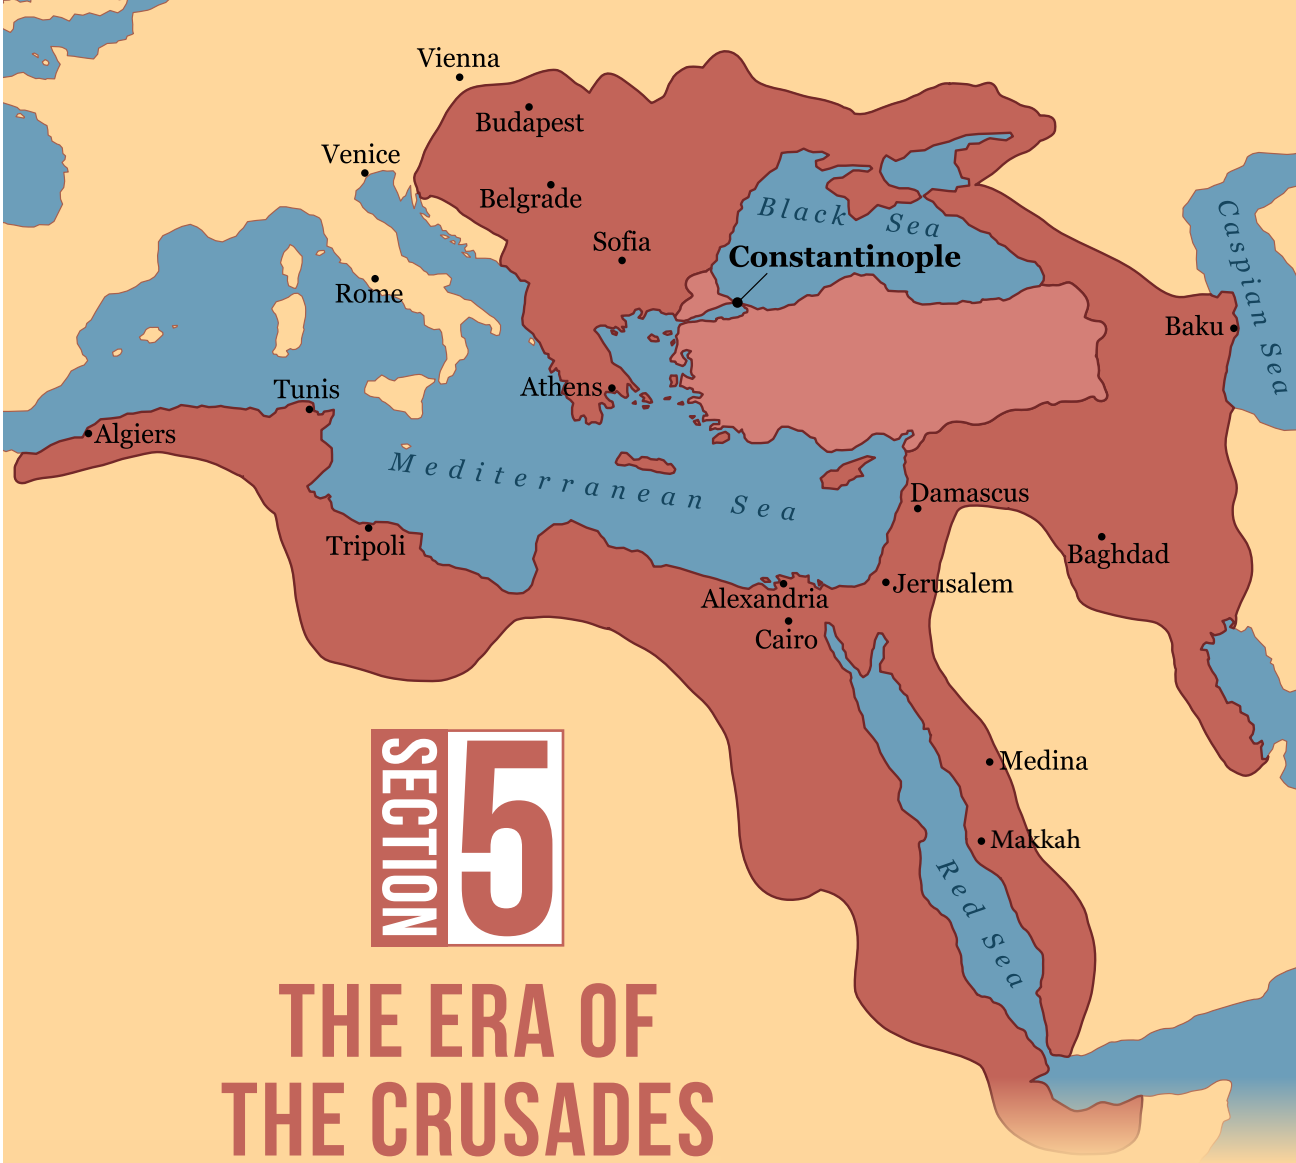 Vienna
Budapest
Venice
Belgrade
Black Sea
Caspian Sea
Sofia
Constantinople
Rome
Baku
Tunis
Athens
Algiers
Mediterranean Sea
Damascus
Tripoli
Baghdad
Jerusalem
Alexandria
Cairo
Medina
Makkah
Red Sea
SECTION
5
THE ERA OF
THE CRUSADES